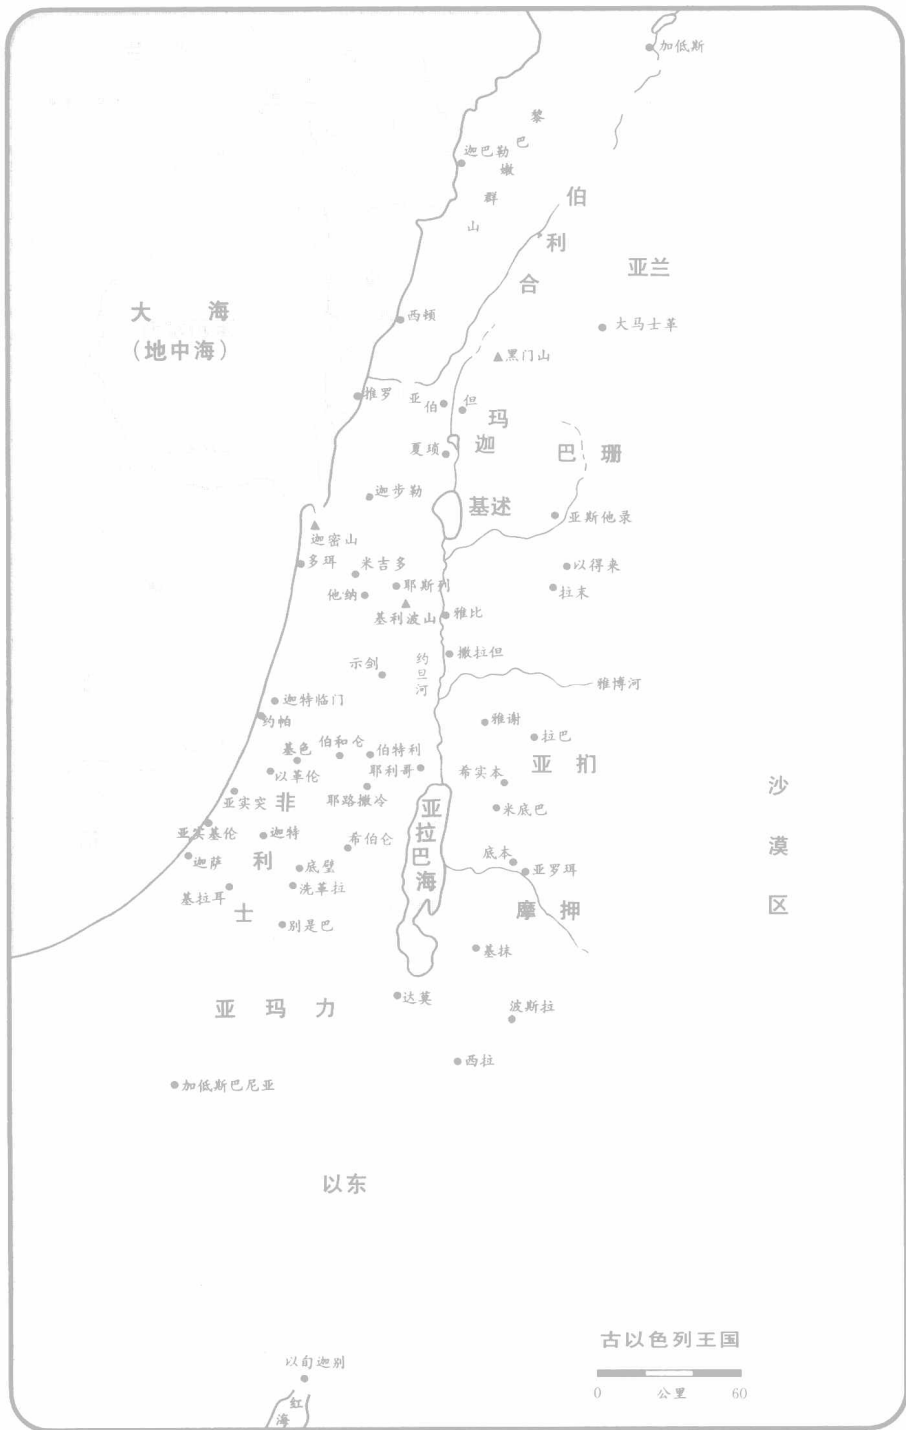 加低斯
黎巴嫩群山
迦巴勒
伯利合
亚兰
大海
(地中海)
西顿
大马士革
黑门山
推罗
亚伯
但
玛迦
夏琐
巴珊
迦步勒
基述
亚斯他录
迦密山
多珥
米吉多
以得来
耶斯列
他纳
拉末
基利波山
雅比
撒拉但
示剑
约旦河
雅博河
迦特临门
约帕
雅谢
拉巴
伯和仑
基色
伯特利
亚扪
耶利哥
希实本
以革伦
沙漠区
亚实突
耶路撒冷
米底巴
非利士
亚拉巴海
亚实基伦
迦特
希伯仑
迦萨
底璧
底本
亚罗珥
洗革拉
基拉耳
摩押
别是巴
基抹
达莫
亚玛力
波斯拉
西拉
加低斯巴尼亚
以东
古以色列王国
以旬迦别
0 公里 60
红海